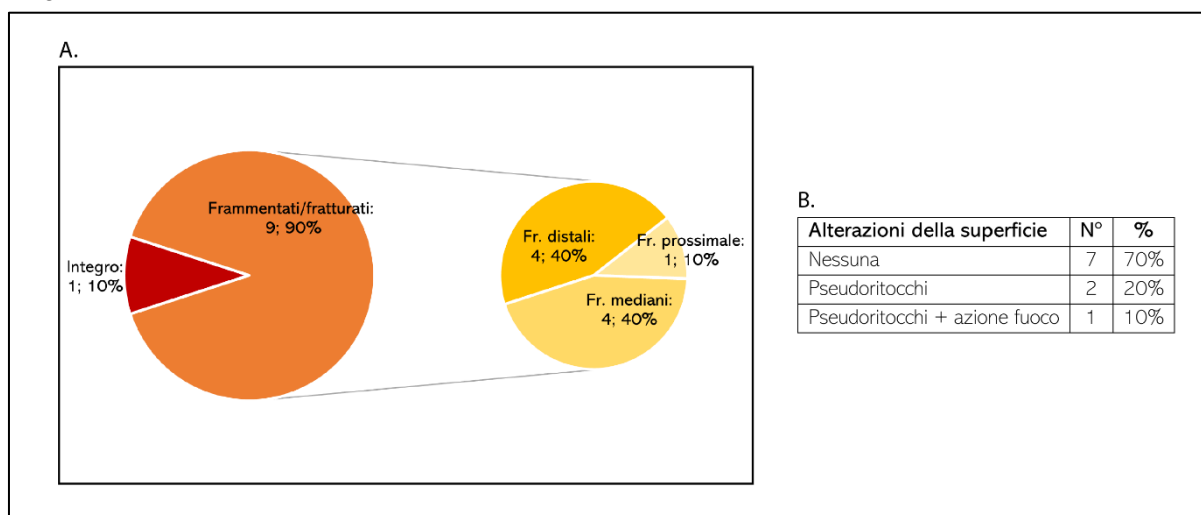 A.
Frammentati/fratturati:
9; 90%
Integro:
1; 10%
Fr. distali:
4; 40%
Fr. prossimale:
1; 10%
Fr. mediani:
4; 40%
B.
Alterazioni della superficie N° %
Nessuna 7 70%
Pseudoritocchi 2 20%
Pseudoritocchi + azione fuoco 1 10%